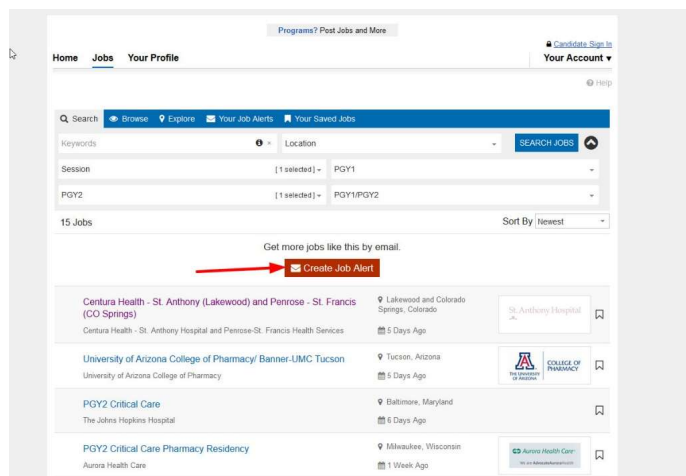 Programs? Post Jobs and More
Candidate Sign In
Home Jobs Your Profile Your Account ▾
Help
Search Browse Explore Your Job Alerts Your Saved Jobs
Keywords × Location SEARCH JOBS
Session [1 selected] PGY1
PGY2 [1 selected] PGY1/PGY2
15 Jobs Sort By Newest
Get more jobs like this by email.
Create Job Alert
Centura Health - St. Anthony (Lakewood) and Penrose - St. Francis
(CO Springs)
Centura Health - St. Anthony Hospital and Penrose-St. Francis Health Services
Lakewood and Colorado
Springs, Colorado
5 Days Ago
St. Anthony Hospital
University of Arizona College of Pharmacy/ Banner-UMC Tucson
University of Arizona College of Pharmacy
Tucson, Arizona
5 Days Ago
THE UNIVERSITY
OF ARIZONA
COLLEGE OF
PHARMACY
PGY2 Critical Care
The Johns Hopkins Hospital
Baltimore, Maryland
6 Days Ago
PGY2 Critical Care Pharmacy Residency
Aurora Health Care
Milwaukee, Wisconsin
1 Week Ago
Aurora Health Care
We are AdvocateAuroraHealth